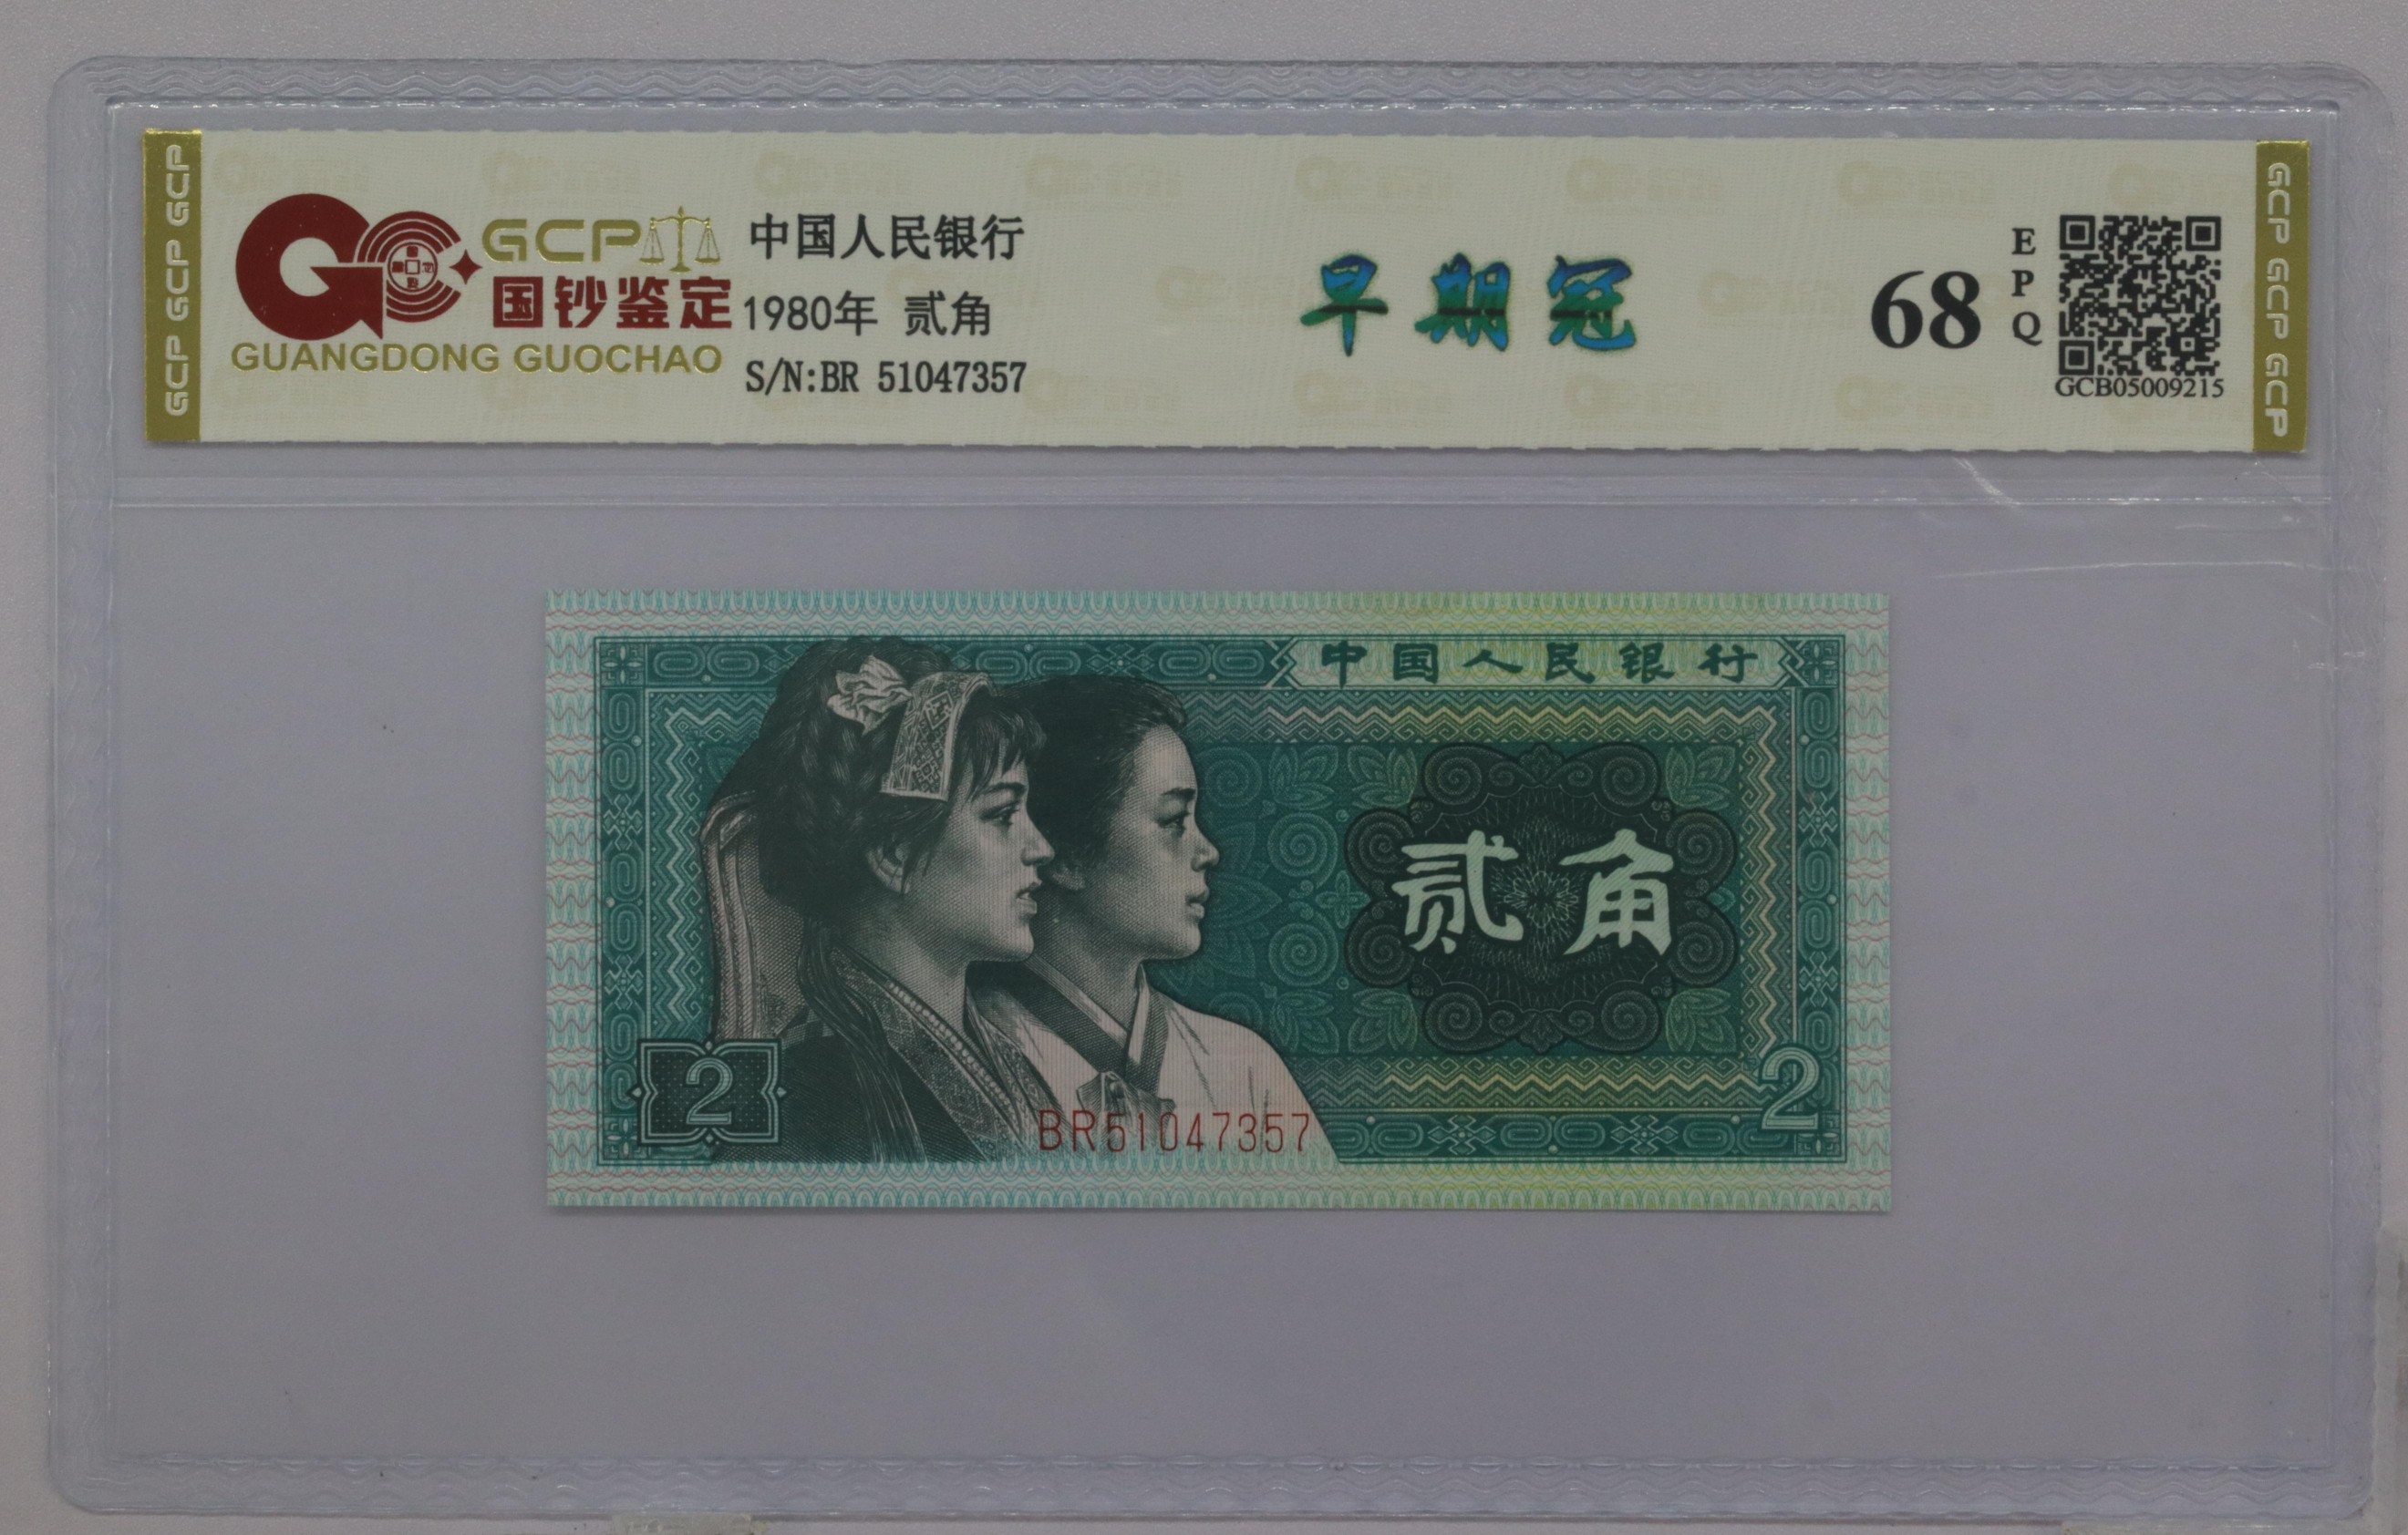 GCP GCP GCP
GCP
国钞鉴定
GUANGDONG GUOCHAO
中国人民银行
1980年 贰角
S/N:BR 51047357
早期冠
68
EPQ
GCB05009215
GCP GCP GCP
中国人民银行
贰角
2
BR51047357
2